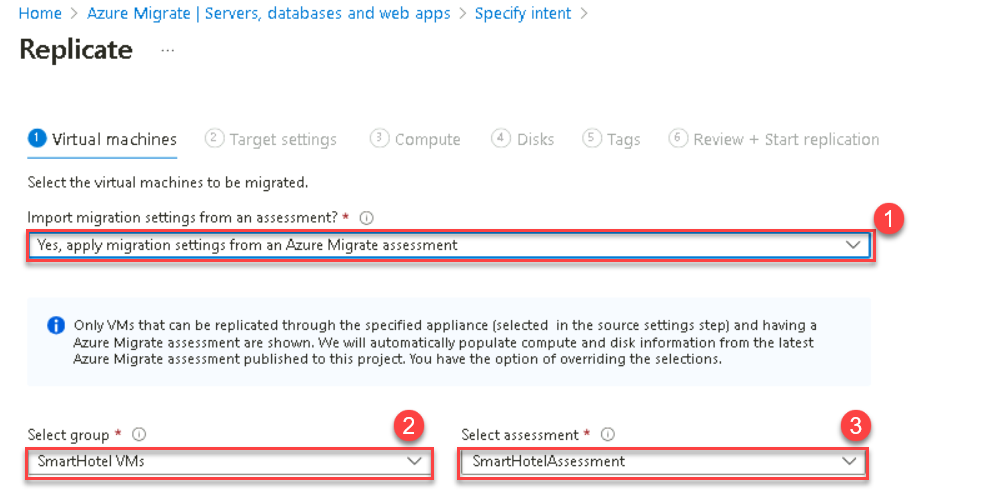 Home > Azure Migrate | Servers, databases and web apps > Specify intent >
Replicate ...
1 Virtual machines 2 Target settings 3 Compute 4 Disks 5 Tags 6 Review + Start replication
Select the virtual machines to be migrated.
Import migration settings from an assessment? *
1
Yes, apply migration settings from an Azure Migrate assessment
Only VMs that can be replicated through the specified appliance (selected in the source settings step) and having a
Azure Migrate assessment are shown. We will automatically populate compute and disk information from the latest
Azure Migrate assessment published to this project. You have the option of overriding the selections.
Select group * 2 Select assessment * 3
SmartHotel VMs SmartHotelAssessment